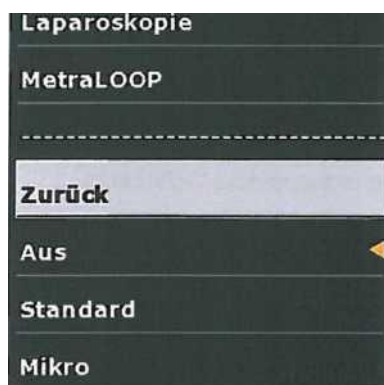 Laparoskopie
MetraLOOP
Zurück
Aus
Standard
Mikro